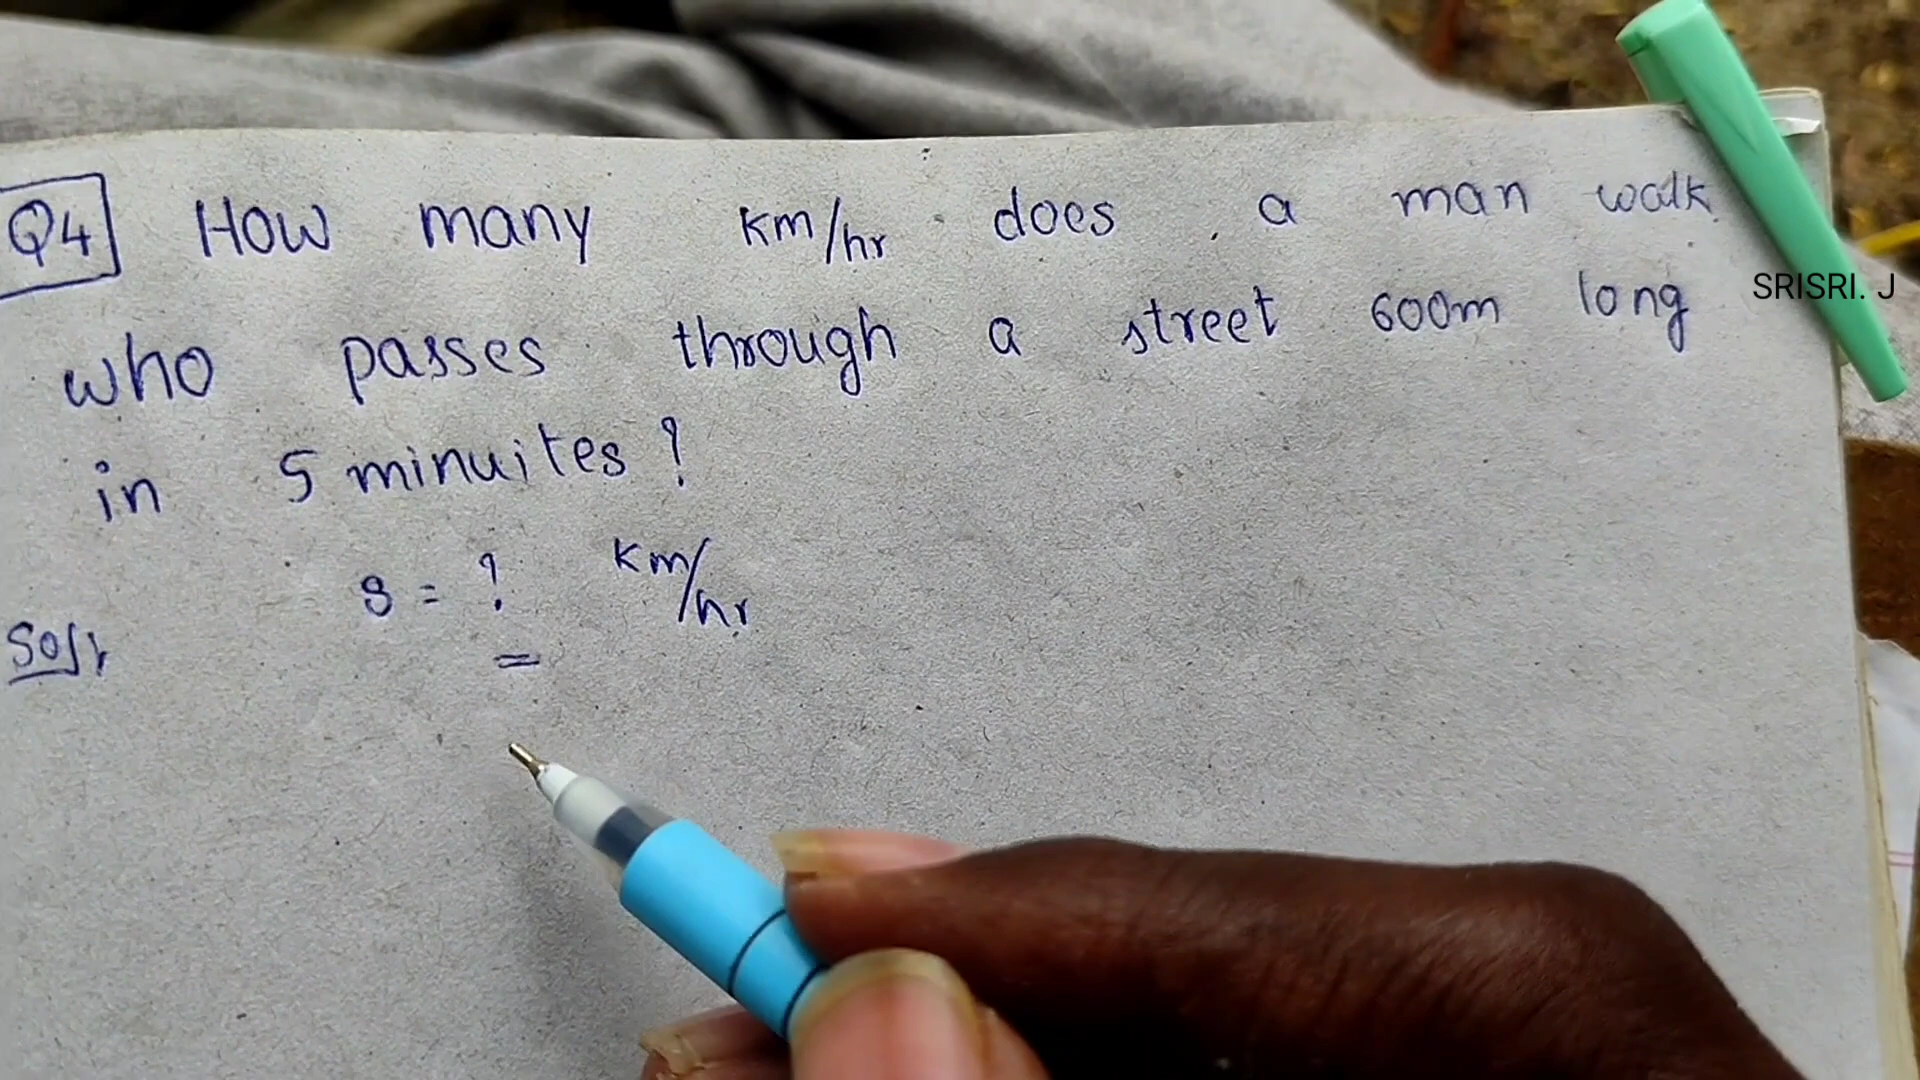 Q4 How many km/hr does a man walk
who passes through a street 600m long
in 5 minuites?
s = ? km/hr
=
Sol,
SRISRI. J